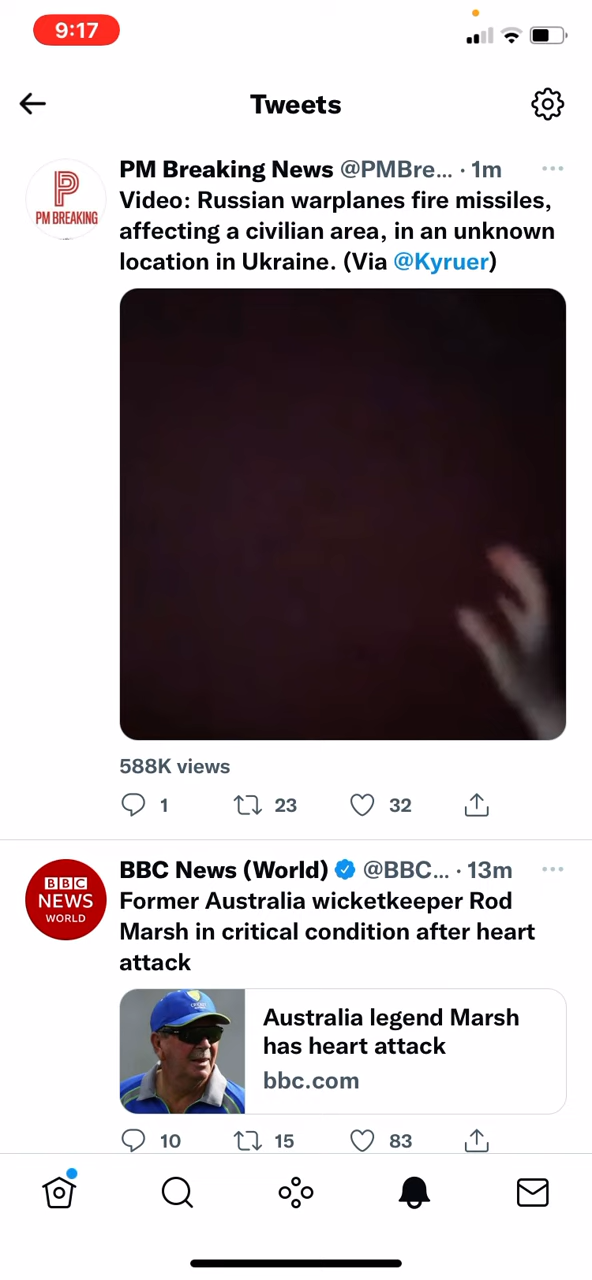 9:17
Tweets
PM BREAKING
PM Breaking News @PMBre... · 1m
Video: Russian warplanes fire missiles,
affecting a civilian area, in an unknown
location in Ukraine. (Via @Kyruer)
588K views
1 23 32
BBC
NEWS
WORLD
BBC News (World) @BBC... · 13m
Former Australia wicketkeeper Rod
Marsh in critical condition after heart
attack
Australia legend Marsh
has heart attack
bbc.com
10 15 83